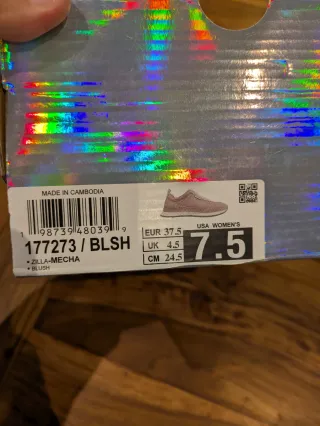 MADE IN CAMBODIA
1 98739 48039 9
177273 / BLSH
• ZILLA-MECHA
• BLUSH
EUR 37.5
UK 4.5
CM 24.5
USA WOMEN'S
7.5